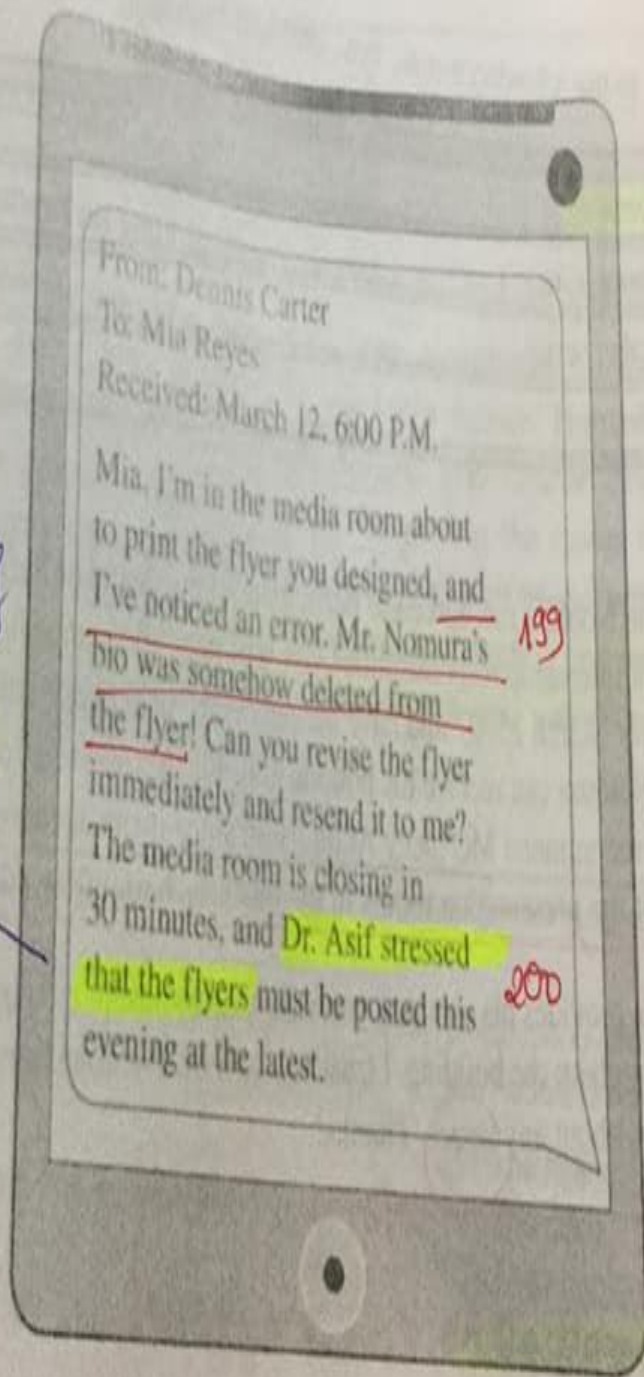 From: Dennis Carter
To: Mia Reyes
Received: March 12, 6:00 P.M.
Mia, I'm in the media room about
to print the flyer you designed, and
I've noticed an error. Mr. Nomura's
bio was somehow deleted from
the flyer! Can you revise the flyer
immediately and resend it to me?
The media room is closing in
30 minutes, and Dr. Asif stressed
that the flyers must be posted this
evening at the latest.
199
200